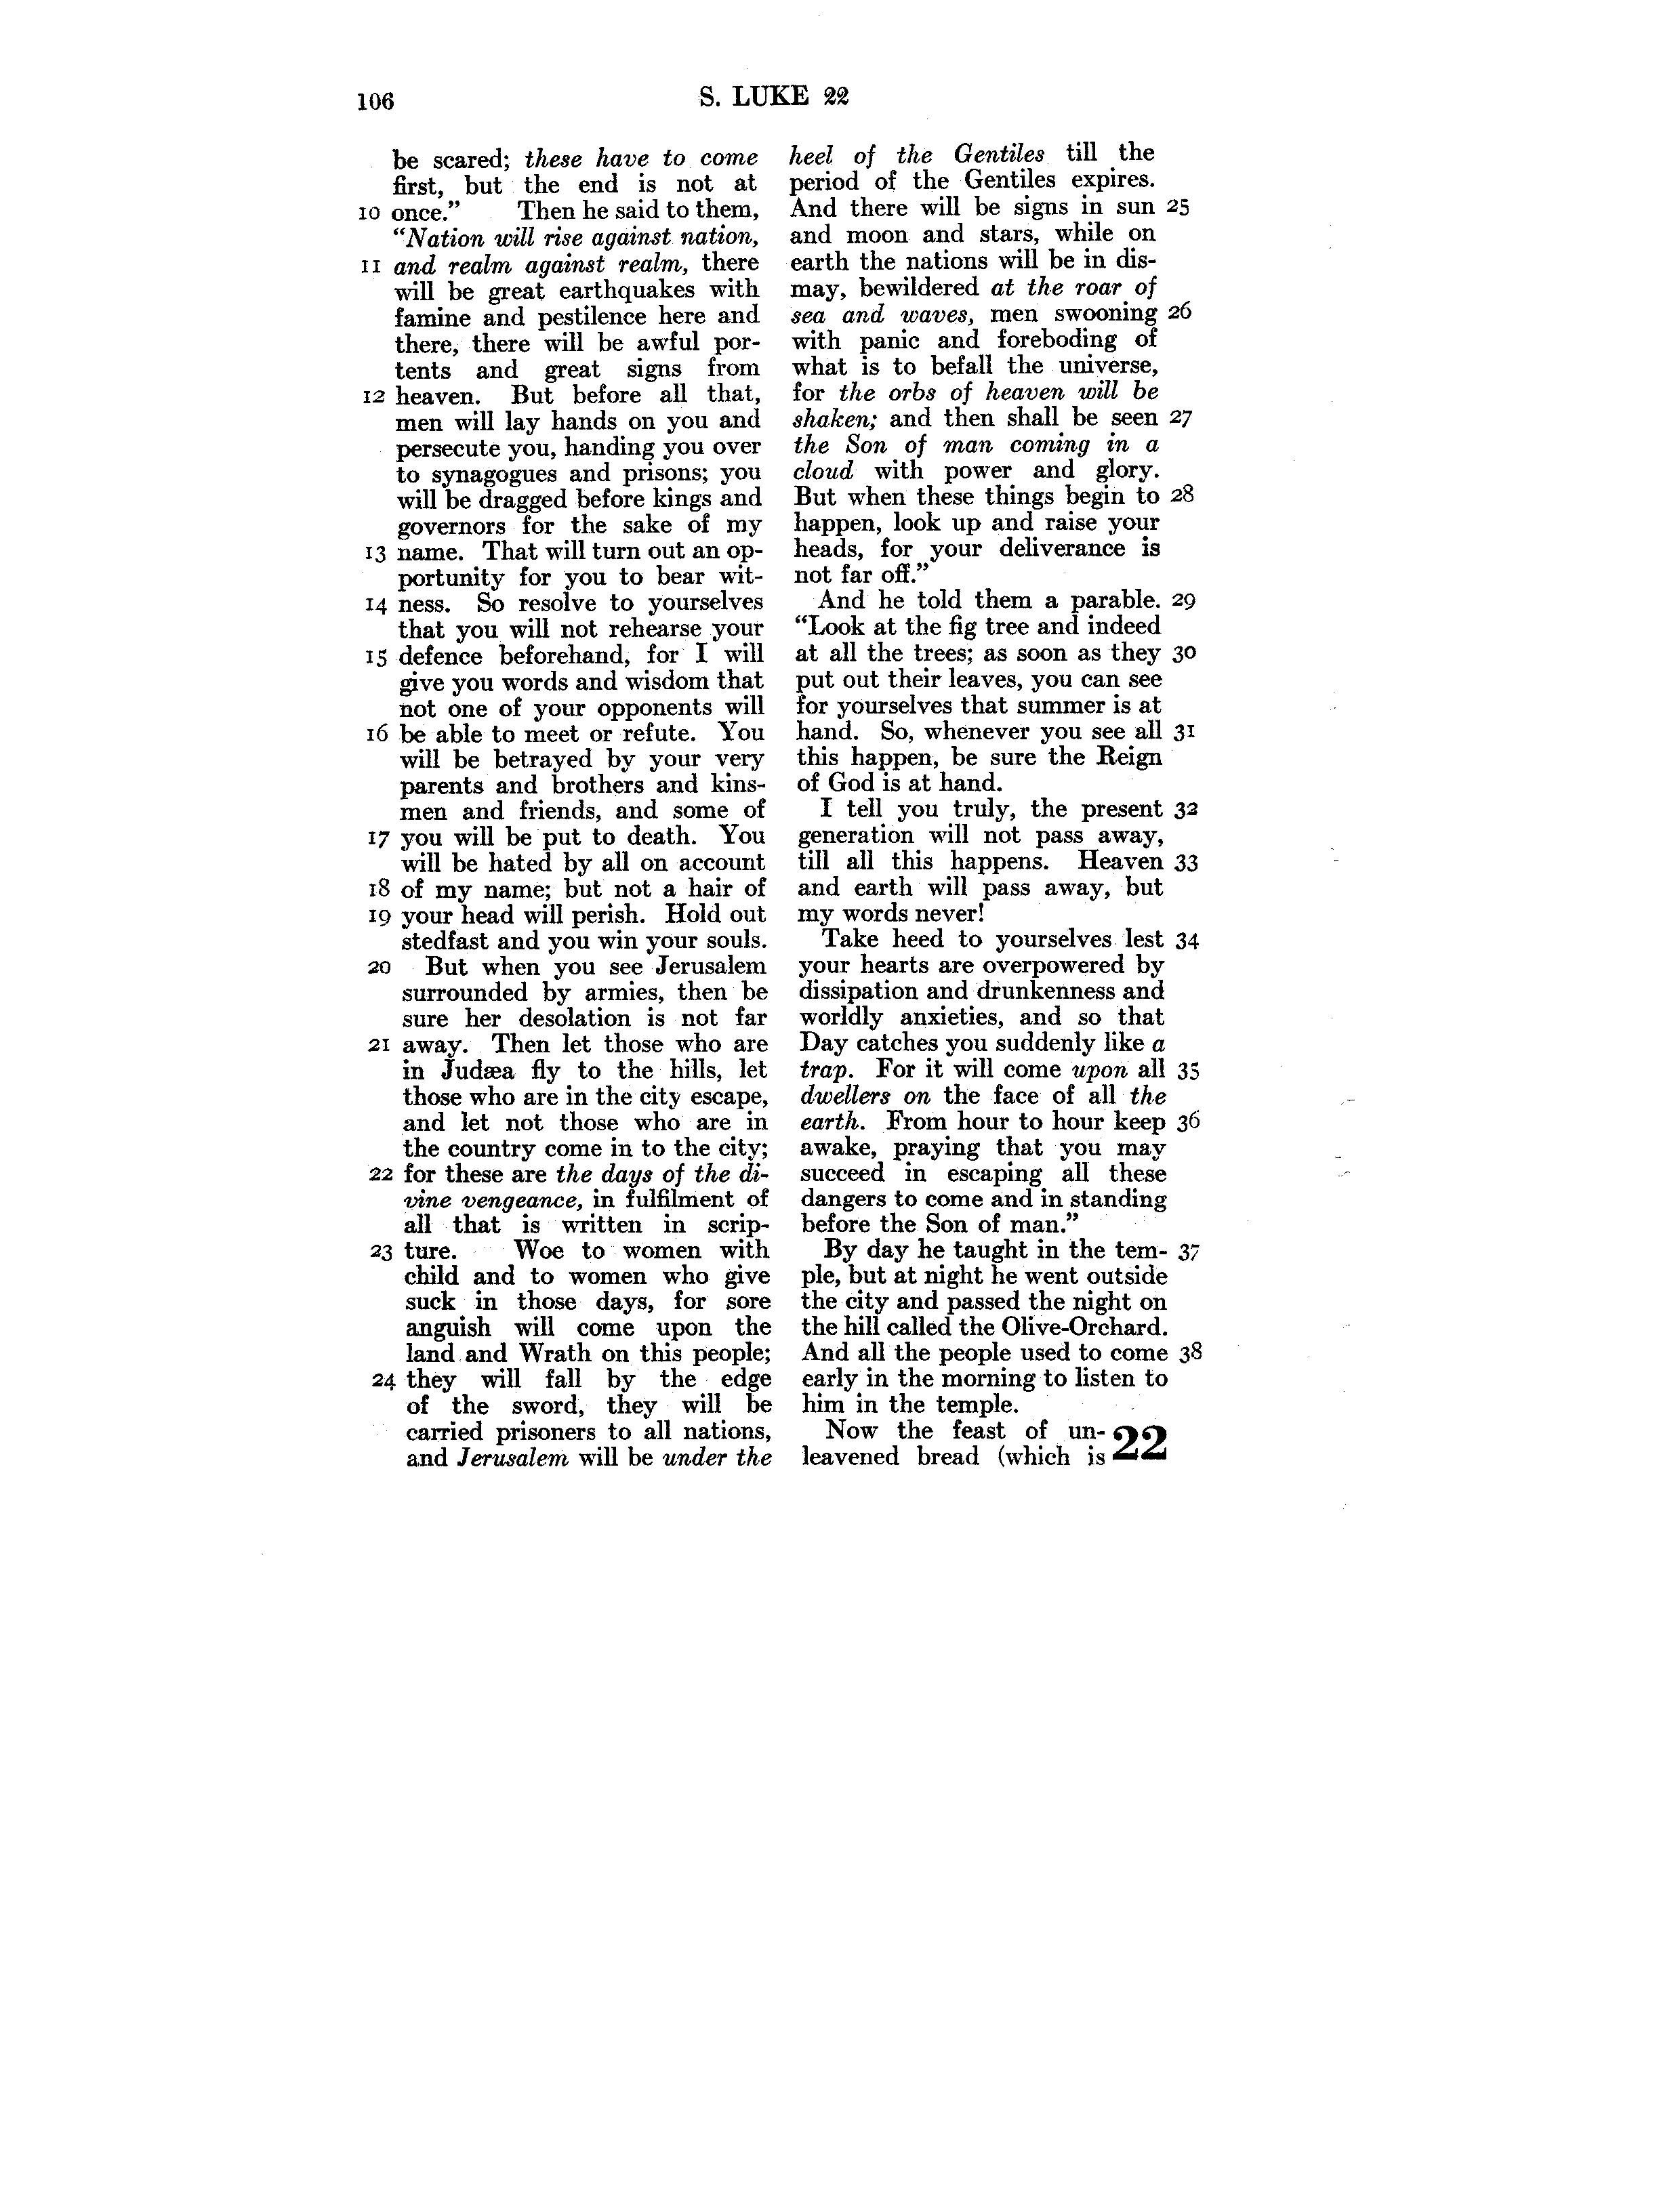 106
S. LUKE 22
be scared; these have to come
first, but the end is not at
10 once.” Then he said to them,
“Nation will rise against nation,
11 and realm against realm, there
will be great earthquakes with
famine and pestilence here and
there, there will be awful por-
tents and great signs from
12 heaven. But before all that,
men will lay hands on you and
persecute you, handing you over
to synagogues and prisons; you
will be dragged before kings and
governors for the sake of my
13 name. That will turn out an op-
portunity for you to bear wit-
14 ness. So resolve to yourselves
that you will not rehearse your
15 defence beforehand, for I will
give you words and wisdom that
not one of your opponents will
16 be able to meet or refute. You
will be betrayed by your very
parents and brothers and kins-
men and friends, and some of
17 you will be put to death. You
will be hated by all on account
18 of my name; but not a hair of
19 your head will perish. Hold out
stedfast and you win your souls.
20 But when you see Jerusalem
surrounded by armies, then be
sure her desolation is not far
21 away. Then let those who are
in Judæa fly to the hills, let
those who are in the city escape,
and let not those who are in
the country come in to the city;
22 for these are the days of the di-
vine vengeance, in fulfilment of
all that is written in scrip-
23 ture. Woe to women with
child and to women who give
suck in those days, for sore
anguish will come upon the
land and Wrath on this people;
24 they will fall by the edge
of the sword, they will be
carried prisoners to all nations,
and Jerusalem will be under the
heel of the Gentiles till the
period of the Gentiles expires.
And there will be signs in sun 25
and moon and stars, while on
earth the nations will be in dis-
may, bewildered at the roar of
sea and waves, men swooning 26
with panic and foreboding of
what is to befall the universe,
for the orbs of heaven will be
shaken; and then shall be seen 27
the Son of man coming in a
cloud with power and glory.
But when these things begin to 28
happen, look up and raise your
heads, for your deliverance is
not far off.”
And he told them a parable. 29
“Look at the fig tree and indeed
at all the trees; as soon as they 30
put out their leaves, you can see
for yourselves that summer is at
hand. So, whenever you see all 31
this happen, be sure the Reign
of God is at hand.
I tell you truly, the present 32
generation will not pass away,
till all this happens. Heaven 33
and earth will pass away, but
my words never!
Take heed to yourselves lest 34
your hearts are overpowered by
dissipation and drunkenness and
worldly anxieties, and so that
Day catches you suddenly like a
trap. For it will come upon all 35
dwellers on the face of all the
earth. From hour to hour keep 36
awake, praying that you may
succeed in escaping all these
dangers to come and in standing
before the Son of man.”
By day he taught in the tem- 37
ple, but at night he went outside
the city and passed the night on
the hill called the Olive-Orchard.
And all the people used to come 38
early in the morning to listen to
him in the temple.
Now the feast of un- 22
leavened bread (which is